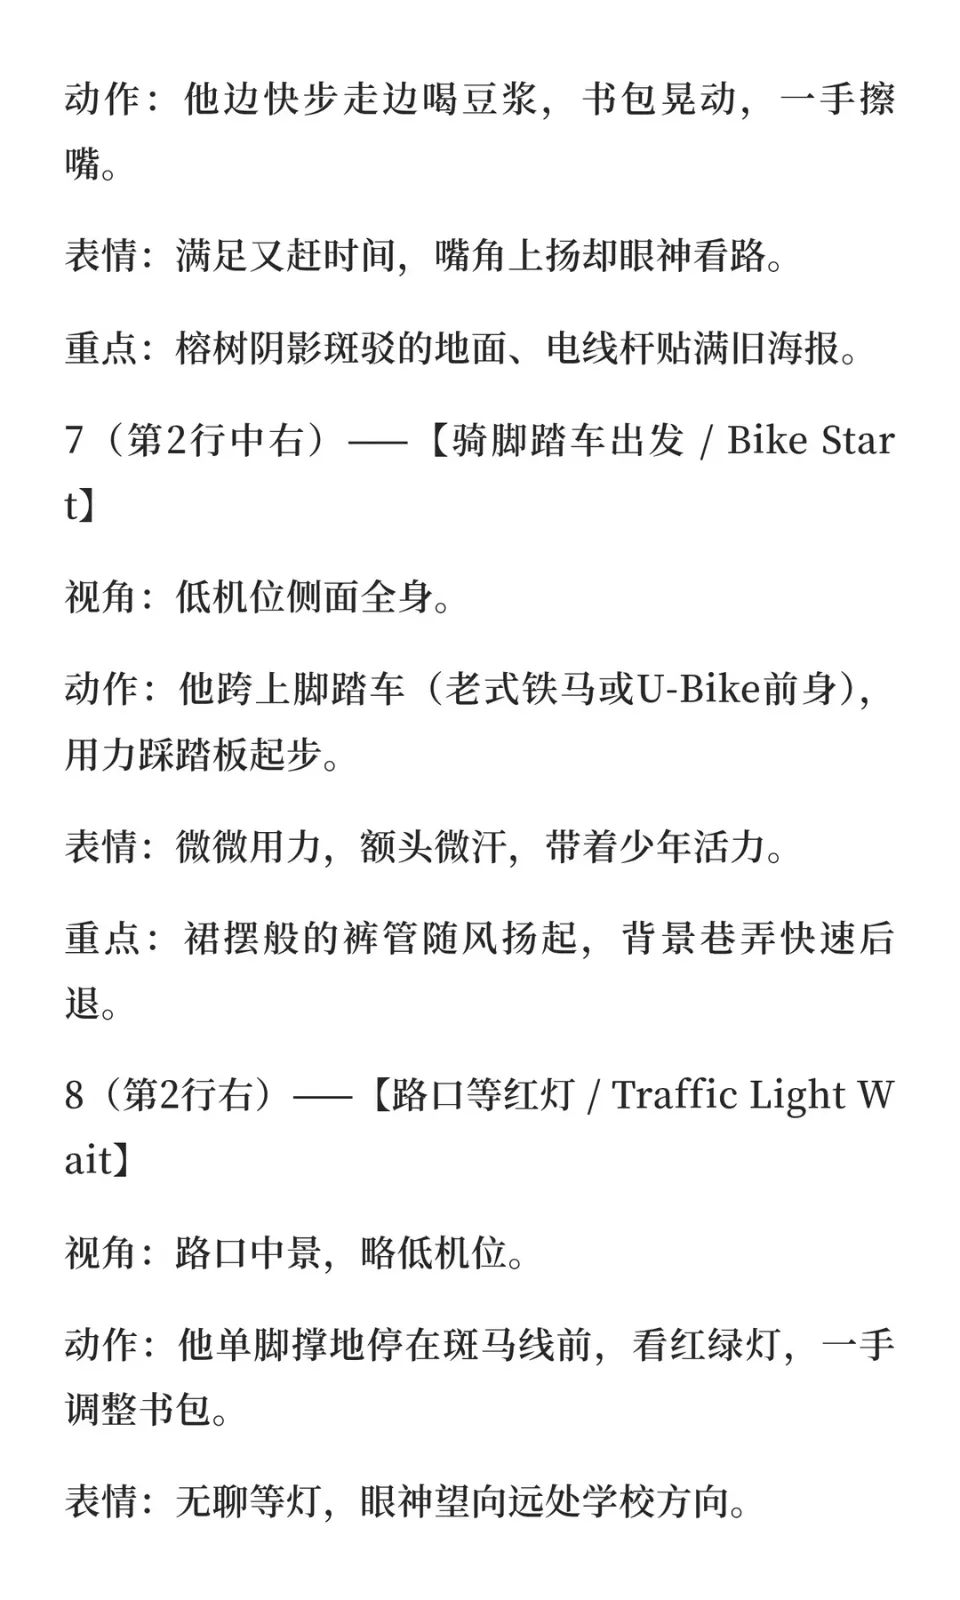 动作：他边快步走边喝豆浆，书包晃动，一手擦
嘴。
表情：满足又赶时间，嘴角上扬却眼神看路。
重点：榕树阴影斑驳的地面、电线杆贴满旧海报。
7（第2行中右）——【骑脚踏车出发 / Bike Star
t】
视角：低机位侧面全身。
动作：他跨上脚踏车（老式铁马或U-Bike前身），
用力踩踏板起步。
表情：微微用力，额头微汗，带着少年活力。
重点：裙摆般的裤管随风扬起，背景巷弄快速后
退。
8（第2行右）——【路口等红灯 / Traffic Light W
ait】
视角：路口中景，略低机位。
动作：他单脚撑地停在斑马线前，看红绿灯，一手
调整书包。
表情：无聊等灯，眼神望向远处学校方向。